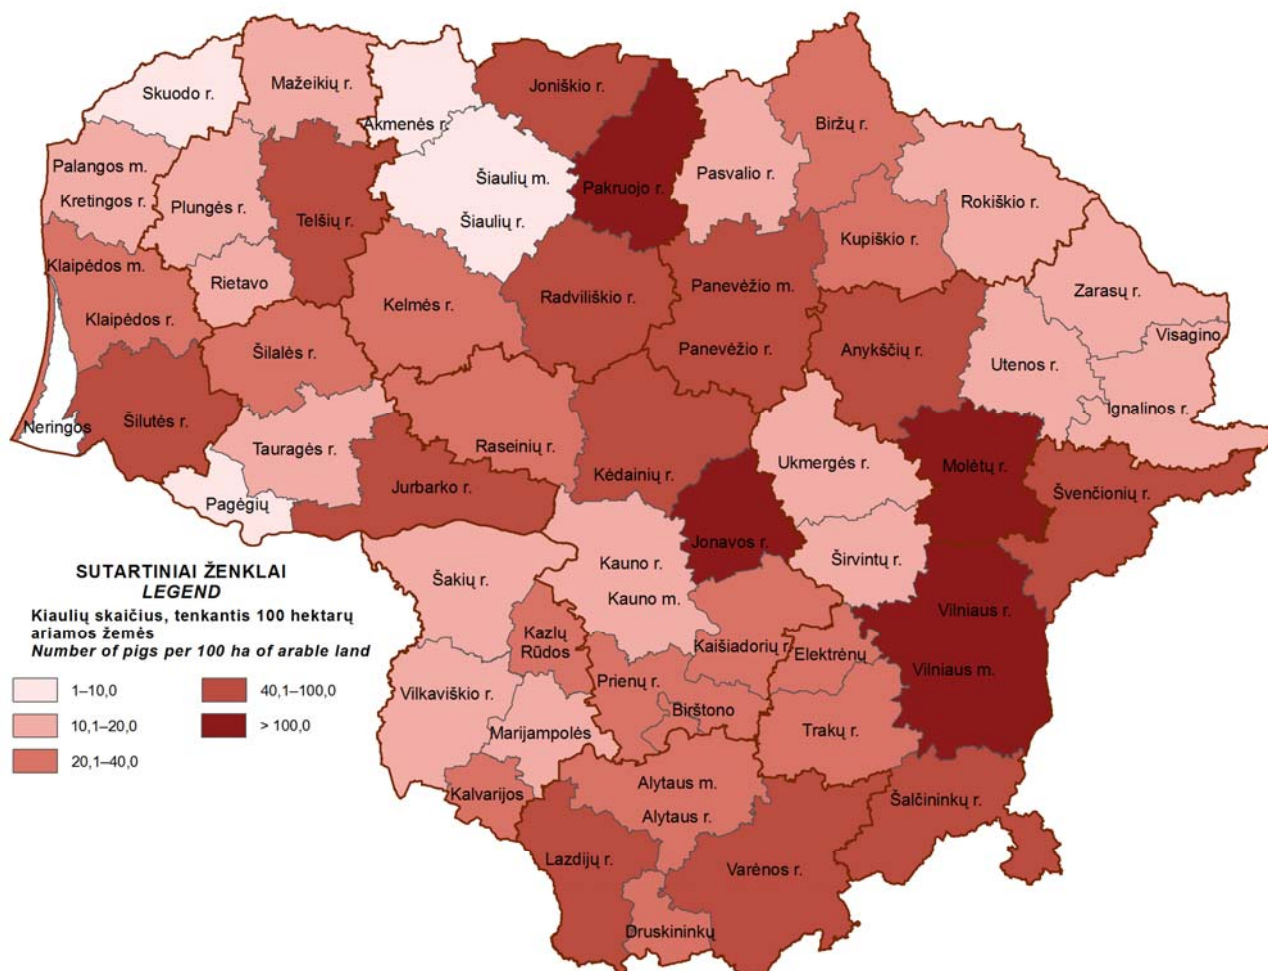 Skuodo r.
Mažeikių r.
Akmenės r.
Joniškio r.
Biržų r.
Palangos m.
Kretingos r.
Plungės r.
Telšių r.
Šiaulių m.
Šiaulių r.
Pakruojo r.
Pasvalio r.
Rokiškio r.
Kupiškio r.
Klaipėdos m.
Klaipėdos r.
Rietavo
Kelmės r.
Radviliškio r.
Panevėžio m.
Panevėžio r.
Zarasų r.
Visagino
Anykščių r.
Utenos r.
Ignalinos r.
Šilalės r.
Neringos
Šilutės r.
Tauragės r.
Raseinių r.
Kėdainių r.
Ukmergės r.
Molėtų r.
Švenčionių r.
Pagėgių
Jurbarko r.
Jonavos r.
Širvintų r.
Šakių r.
Kauno r.
Kauno m.
Vilniaus r.
Vilniaus m.
Kazlų
Rūdos
Kaišiadorių r.
Elektrėnų
Vilkaviškio r.
Prienų r.
Birštono
Trakų r.
Marijampolės
Kalvarijos
Alytaus m.
Alytaus r.
Šalčininkų r.
Lazdijų r.
Varėnos r.
Druskininkų
SUTARTINIAI ŽENKLAI
LEGEND
Kiaulių skaičius, tenkantis 100 hektarų
ariamos žemės
Number of pigs per 100 ha of arable land
1–10,0
10,1–20,0
20,1–40,0
40,1–100,0
> 100,0